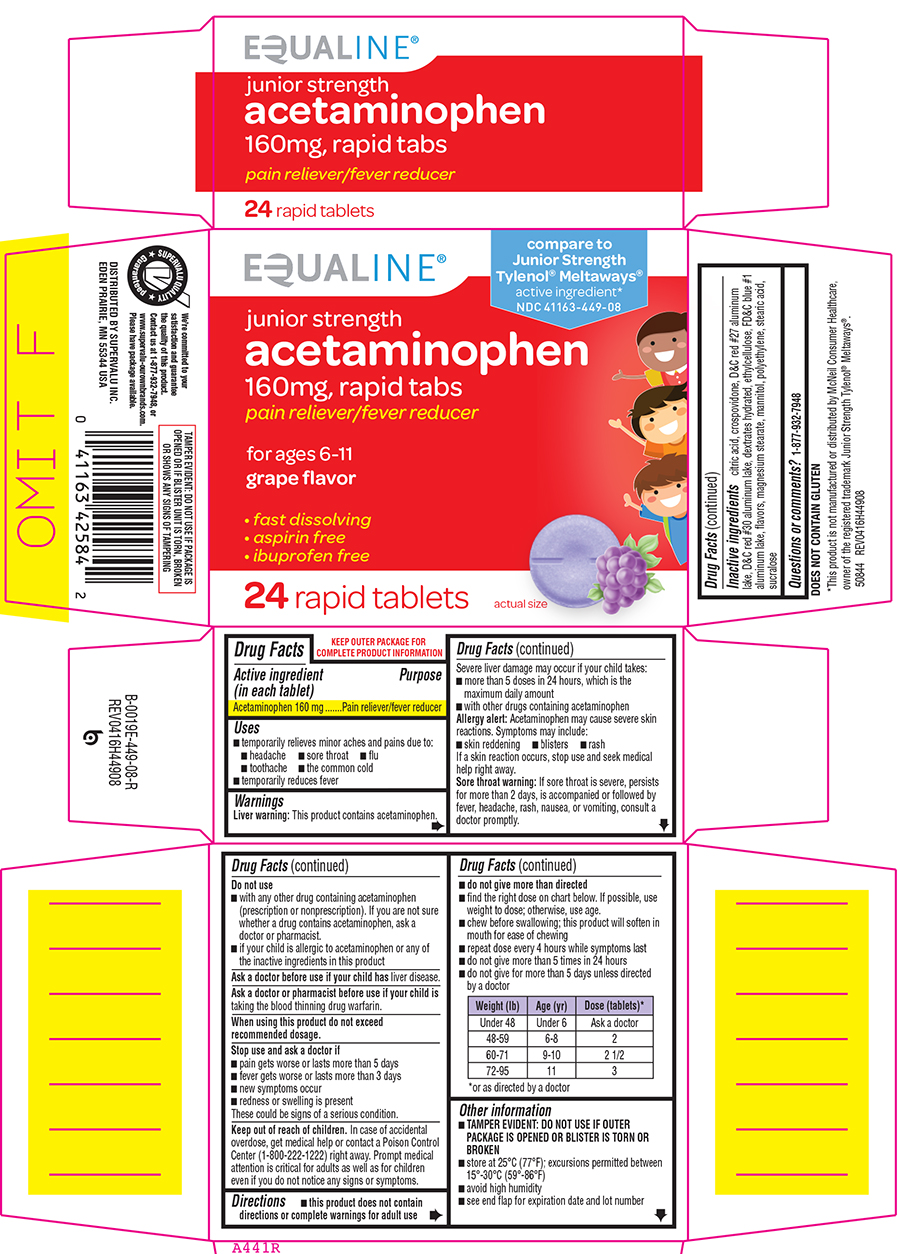 EQUALINE®
junior strength
acetaminophen
160mg, rapid tabs
pain reliever/fever reducer
24 rapid tablets
EQUALINE®
compare to
Junior Strength
Tylenol® Meltaways®
active ingredient*
NDC 41163-449-08
junior strength
acetaminophen
160mg, rapid tabs
pain reliever/fever reducer
for ages 6-11
grape flavor
• fast dissolving
• aspirin free
• ibuprofen free
24 rapid tablets
actual size
OMIT F
SUPERVALU QUALITY
Guaranteed
We're committed to your
satisfaction and guarantee
the quality of this product.
Contact us at 1-877-932-7948, or
www.supervalu-ourownbrands.com.
Please have package available.
DISTRIBUTED BY SUPERVALU INC.
EDEN PRAIRIE, MN 55344 USA
TAMPER EVIDENT: DO NOT USE IF PACKAGE IS
OPENED OR IF BLISTER UNIT IS TORN, BROKEN
OR SHOWS ANY SIGNS OF TAMPERING
0 41163 42584 2
Drug Facts (continued)
Inactive ingredients citric acid, crospovidone, D&C red #27 aluminum
lake, D&C red #30 aluminum lake, dextrates hydrated, ethylcellulose, FD&C blue #1
aluminum lake, flavors, magnesium stearate, mannitol, polyethylene, stearic acid,
sucralose
Questions or comments? 1-877-932-7948
DOES NOT CONTAIN GLUTEN
*This product is not manufactured or distributed by McNeil Consumer Healthcare,
owner of the registered trademark Junior Strength Tylenol® Meltaways®.
50844 REV0416H44908
B-0019E-449-08-R
REV0416H44908
b
Drug Facts
KEEP OUTER PACKAGE FOR
COMPLETE PRODUCT INFORMATION
Active ingredient Purpose
(in each tablet)
Acetaminophen 160 mg .......Pain reliever/fever reducer
Uses
■ temporarily relieves minor aches and pains due to:
■ headache ■ sore throat ■ flu
■ toothache ■ the common cold
■ temporarily reduces fever
Warnings
Liver warning: This product contains acetaminophen.
Drug Facts (continued)
Severe liver damage may occur if your child takes:
■ more than 5 doses in 24 hours, which is the
maximum daily amount
■ with other drugs containing acetaminophen
Allergy alert: Acetaminophen may cause severe skin
reactions. Symptoms may include:
■ skin reddening ■ blisters ■ rash
If a skin reaction occurs, stop use and seek medical
help right away.
Sore throat warning: If sore throat is severe, persists
for more than 2 days, is accompanied or followed by
fever, headache, rash, nausea, or vomiting, consult a
doctor promptly.
Drug Facts (continued)
Do not use
■ with any other drug containing acetaminophen
(prescription or nonprescription). If you are not sure
whether a drug contains acetaminophen, ask a
doctor or pharmacist.
■ if your child is allergic to acetaminophen or any of
the inactive ingredients in this product
Ask a doctor before use if your child has liver disease.
Ask a doctor or pharmacist before use if your child is
taking the blood thinning drug warfarin.
When using this product do not exceed
recommended dosage.
Stop use and ask a doctor if
■ pain gets worse or lasts more than 5 days
■ fever gets worse or lasts more than 3 days
■ new symptoms occur
■ redness or swelling is present
These could be signs of a serious condition.
Keep out of reach of children. In case of accidental
overdose, get medical help or contact a Poison Control
Center (1-800-222-1222) right away. Prompt medical
attention is critical for adults as well as for children
even if you do not notice any signs or symptoms.
Directions ■ this product does not contain
directions or complete warnings for adult use
Drug Facts (continued)
■ do not give more than directed
■ find the right dose on chart below. If possible, use
weight to dose; otherwise, use age.
■ chew before swallowing; this product will soften in
mouth for ease of chewing
■ repeat dose every 4 hours while symptoms last
■ do not give more than 5 times in 24 hours
■ do not give for more than 5 days unless directed
by a doctor
Weight (lb) Age (yr) Dose (tablets)*
Under 48 Under 6 Ask a doctor
48-59 6-8 2
60-71 9-10 2 1/2
72-95 11 3
*or as directed by a doctor
Other information
■ TAMPER EVIDENT: DO NOT USE IF OUTER
PACKAGE IS OPENED OR BLISTER IS TORN OR
BROKEN
■ store at 25°C (77°F); excursions permitted between
15°-30°C (59°-86°F)
■ avoid high humidity
■ see end flap for expiration date and lot number
A441R